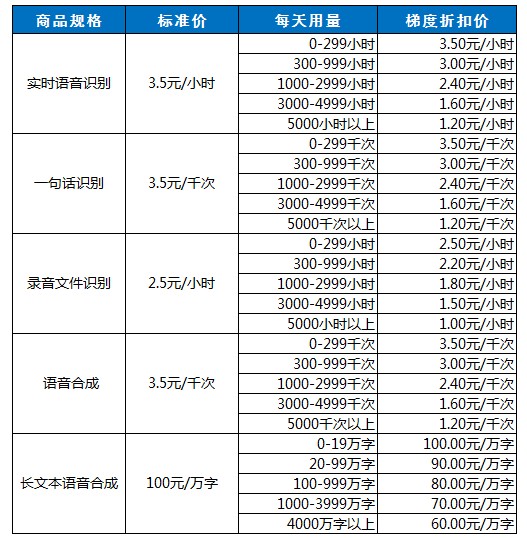 商品规格 标准价 每天用量 梯度折扣价
0-299小时 3.50元/小时
300-999小时 3.00元/小时
实时语音识别 3.5元/小时 1000-2999小时 2.40元/小时
3000-4999小时 1.60元/小时
5000小时以上 1.20元/小时
0-299千次 3.50元/千次
300-999千次 3.00元/千次
一句话识别 3.5元/千次 1000-2999千次 2.40元/千次
3000-4999千次 1.60元/千次
5000千次以上 1.20元/千次
0-299小时 2.50元/小时
300-999小时 2.20元/小时
录音文件识别 2.5元/小时 1000-2999小时 1.80元/小时
3000-4999小时 1.50元/小时
5000小时以上 1.00元/小时
0-299千次 3.50元/千次
300-999千次 3.00元/千次
语音合成 3.5元/千次 1000-2999千次 2.40元/千次
3000-4999千次 1.60元/千次
5000千次以上 1.20元/千次
0-19万字 100.00元/万字
20-99万字 90.00元/万字
长文本语音合成 100元/万字 100-999万字 80.00元/万字
1000-3999万字 70.00元/万字
4000万字以上 60.00元/万字